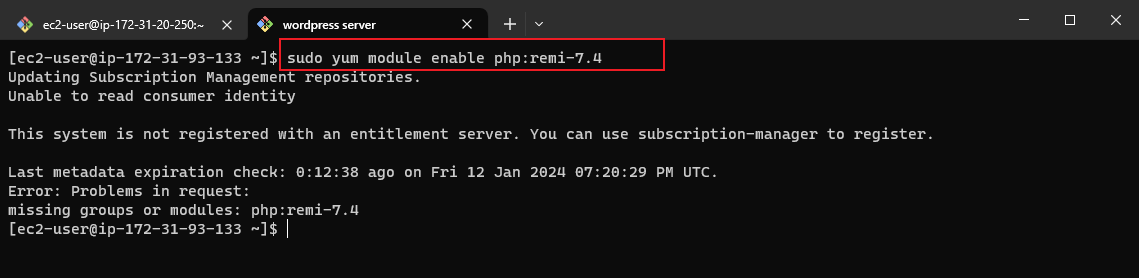 ec2-user@ip-172-31-20-250:~
wordpress server
[ec2-user@ip-172-31-93-133 ~]$ sudo yum module enable php:remi-7.4
Updating Subscription Management repositories.
Unable to read consumer identity
This system is not registered with an entitlement server. You can use subscription-manager to register.
Last metadata expiration check: 0:12:38 ago on Fri 12 Jan 2024 07:20:29 PM UTC.
Error: Problems in request:
missing groups or modules: php:remi-7.4
[ec2-user@ip-172-31-93-133 ~]$